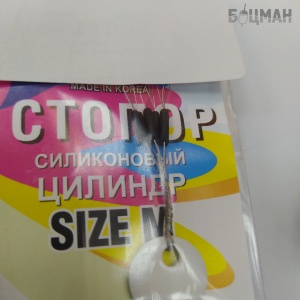 БОЦМАН
MADE IN KOREA
СТОПОР
СИЛИКОНОВЫЙ
ЦИЛИНДР
SIZE M